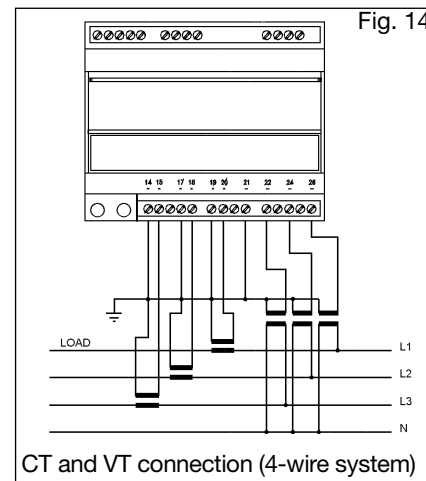 Fig. 14
14 15 17 18 19 20 21 22 24 26
LOAD
L1
L2
L3
N
CT and VT connection (4-wire system)